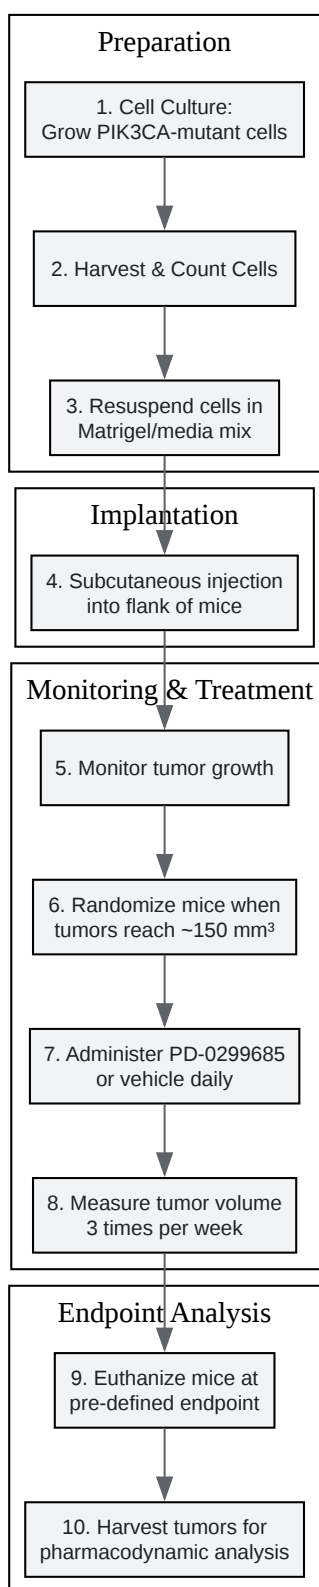 Preparation
1. Cell Culture:
Grow PIK3CA-mutant cells
2. Harvest & Count Cells
3. Resuspend cells in
Matrigel/media mix
Implantation
4. Subcutaneous injection
into flank of mice
Monitoring & Treatment
5. Monitor tumor growth
6. Randomize mice when
tumors reach ~150 mm³
7. Administer PD-0299685
or vehicle daily
8. Measure tumor volume
3 times per week
Endpoint Analysis
9. Euthanize mice at
pre-defined endpoint
10. Harvest tumors for
pharmacodynamic analysis